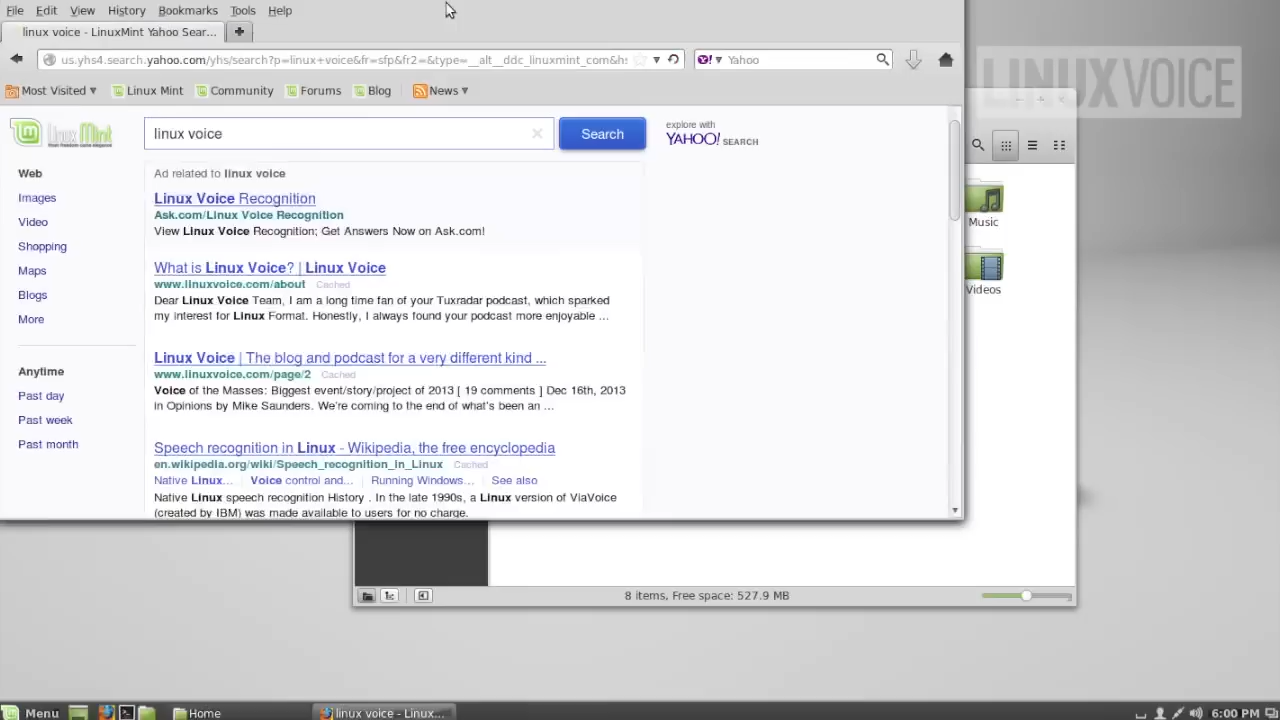 File Edit View History Bookmarks Tools Help
linux voice - LinuxMint Yahoo Sear...
us.yhs4.search.yahoo.com/yhs/search?p=linux+voice&fr=sfp&fr2=&type=__alt__ddc_linuxmint_com&hs
Yahoo
LINUXVOICE
Most Visited Linux Mint Community Forums Blog News
Linux Mint
linux voice
Search
explore with
YAHOO! SEARCH
Web
Images
Video
Shopping
Maps
Blogs
More
Anytime
Past day
Past week
Past month
Ad related to linux voice
Linux Voice Recognition
Ask.com/Linux Voice Recognition
View Linux Voice Recognition; Get Answers Now on Ask.com!
What is Linux Voice? | Linux Voice
www.linuxvoice.com/about Cached
Dear Linux Voice Team, I am a long time fan of your Tuxradar podcast, which sparked
my interest for Linux Format. Honestly, I always found your podcast more enjoyable ...
Linux Voice | The blog and podcast for a very different kind ...
www.linuxvoice.com/page/2 Cached
Voice of the Masses: Biggest event/story/project of 2013 [ 19 comments ] Dec 16th, 2013
in Opinions by Mike Saunders. We're coming to the end of what's been an ...
Speech recognition in Linux - Wikipedia, the free encyclopedia
en.wikipedia.org/wiki/Speech_recognition_in_Linux Cached
Native Linux... Voice control and... Running Windows... See also
Native Linux speech recognition History . In the late 1990s, a Linux version of ViaVoice
(created by IBM) was made available to users for no charge.
Music
Videos
8 items, Free space: 527.9 MB
Menu Home linux voice - Linux... 6:00 PM